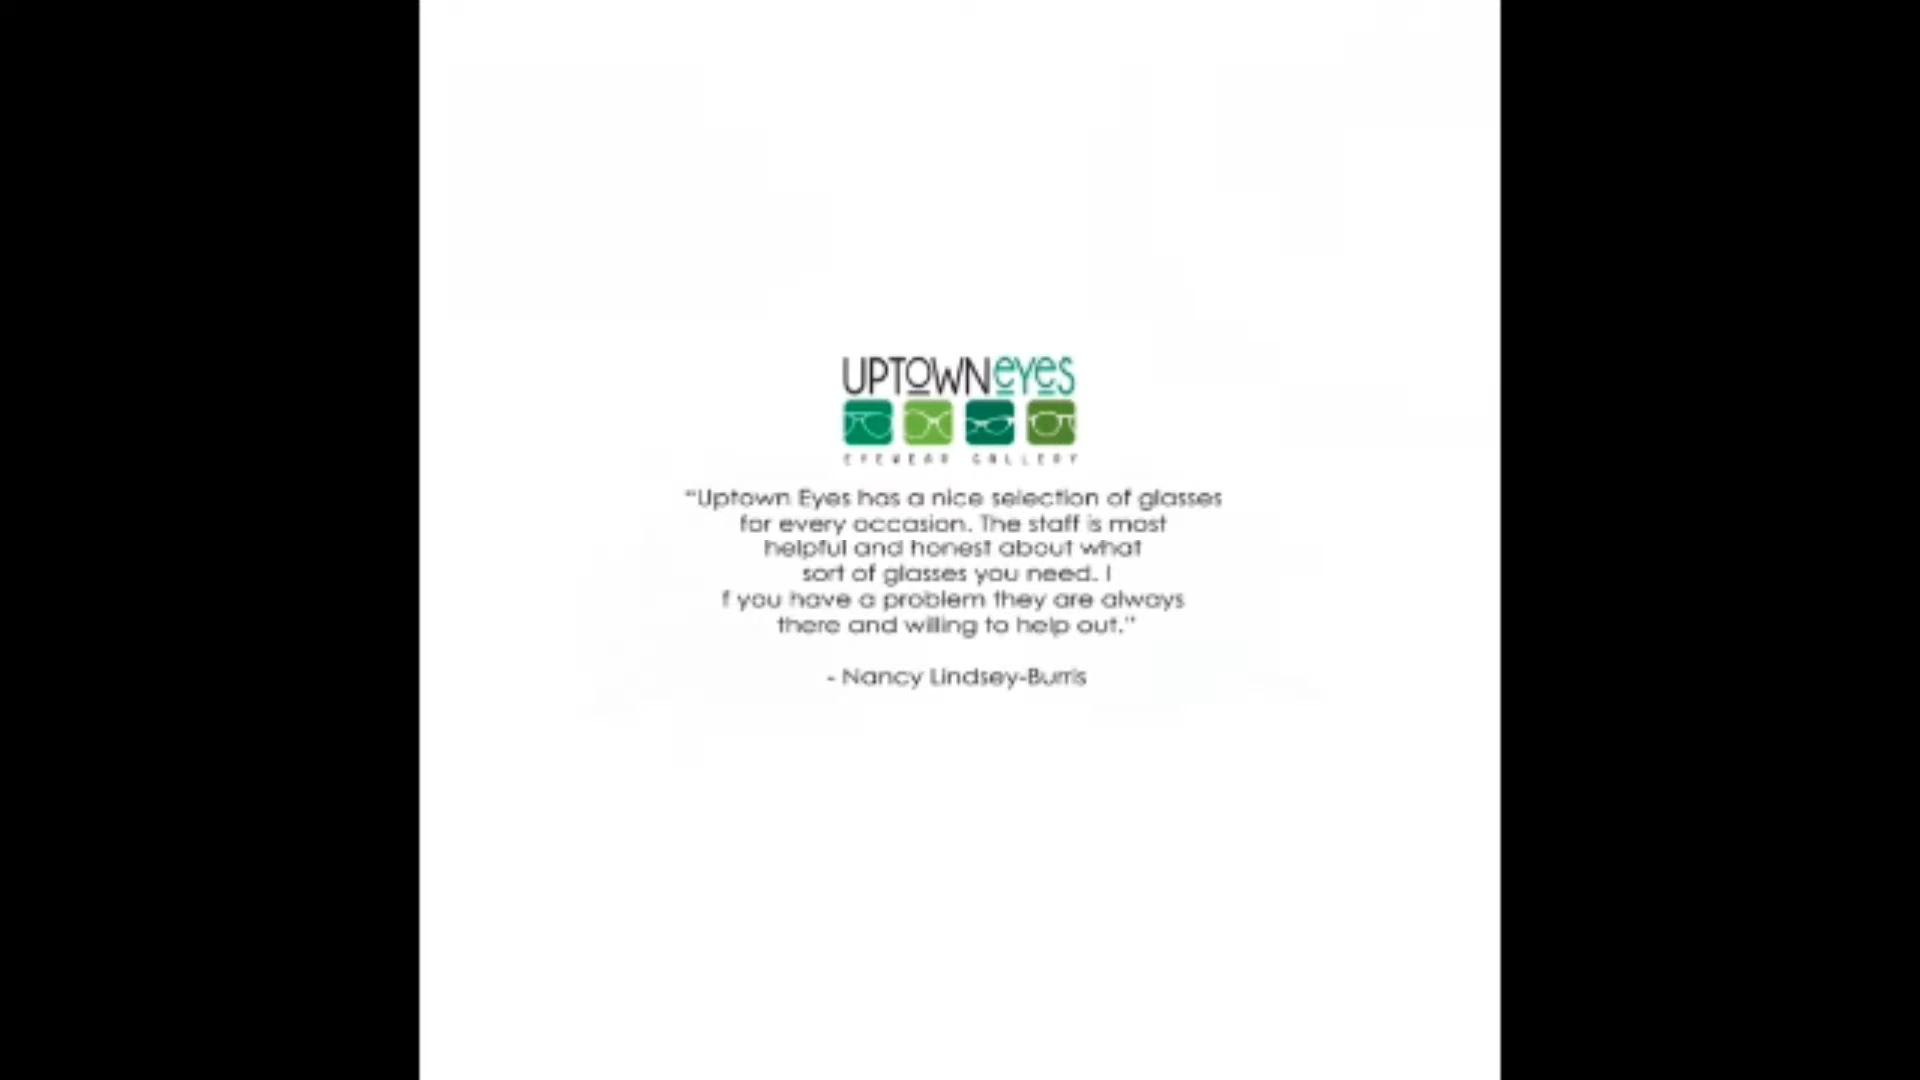 UPTOWNeyes
EYEWEAR GALLERY
“Uptown Eyes has a nice selection of glasses
for every occasion. The staff is most
helpful and honest about what
sort of glasses you need. I
f you have a problem they are always
there and willing to help out.”
- Nancy Lindsey-Burris